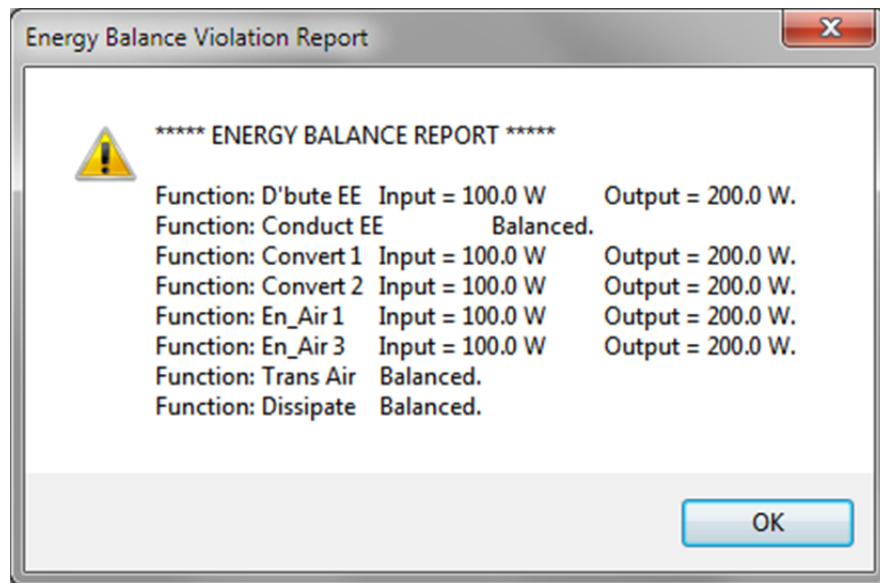 Energy Balance Violation Report
***** ENERGY BALANCE REPORT *****
Function: D'bute EE Input = 100.0 W Output = 200.0 W.
Function: Conduct EE Balanced.
Function: Convert 1 Input = 100.0 W Output = 200.0 W.
Function: Convert 2 Input = 100.0 W Output = 200.0 W.
Function: En_Air 1 Input = 100.0 W Output = 200.0 W.
Function: En_Air 3 Input = 100.0 W Output = 200.0 W.
Function: Trans Air Balanced.
Function: Dissipate Balanced.
OK